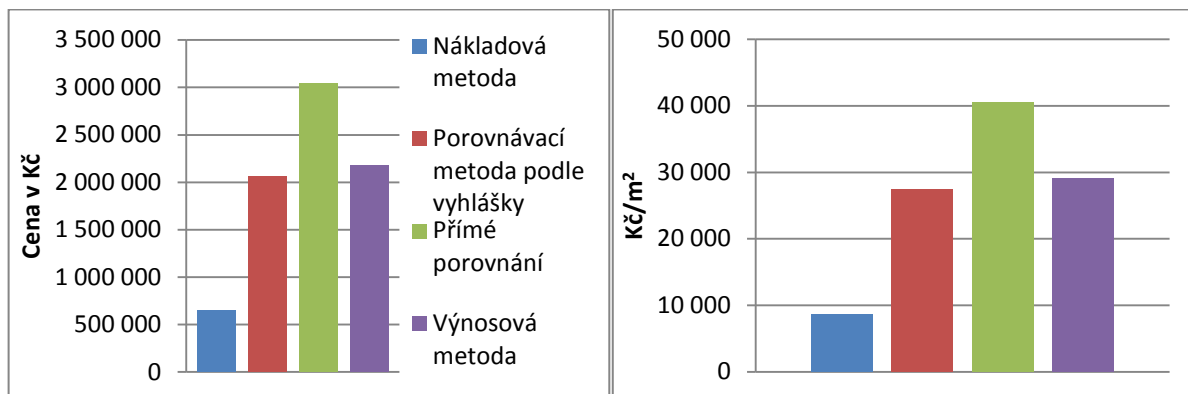 Cena v Kč
3 500 000
3 000 000
2 500 000
2 000 000
1 500 000
1 000 000
500 000
0
Nákladová
metoda
Porovnávací
metoda podle
vyhlášky
Přímé
porovnání
Výnosová
metoda
Kč/m²
50 000
40 000
30 000
20 000
10 000
0